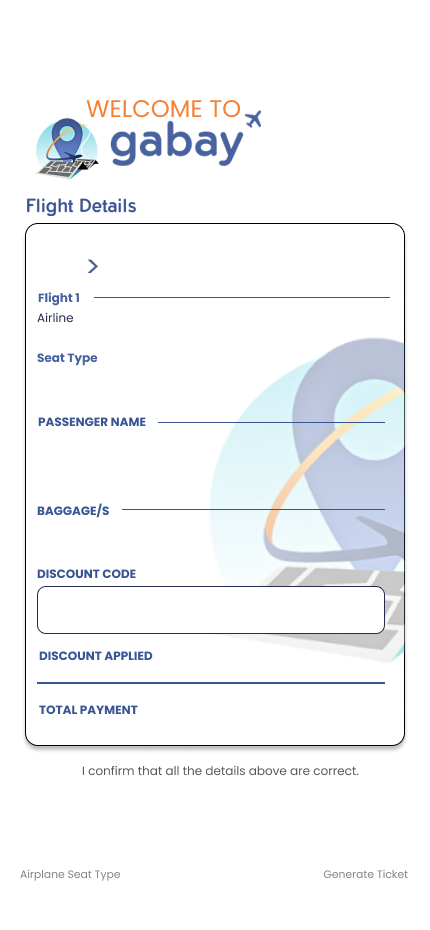 WELCOME TO
gabay
Flight Details
>
Flight 1
Airline
Seat Type
PASSENGER NAME
BAGGAGE/S
DISCOUNT CODE
DISCOUNT APPLIED
TOTAL PAYMENT
I confirm that all the details above are correct.
Airplane Seat Type
Generate Ticket